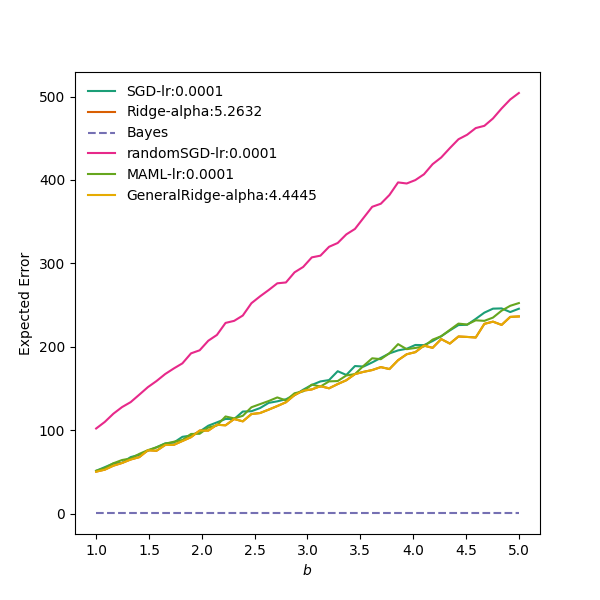 SGD-lr:0.0001
Ridge-alpha:5.2632
Bayes
randomSGD-lr:0.0001
MAML-lr:0.0001
GeneralRidge-alpha:4.4445
Expected Error
500
400
300
200
100
0
1.0 1.5 2.0 2.5 3.0 3.5 4.0 4.5 5.0
b